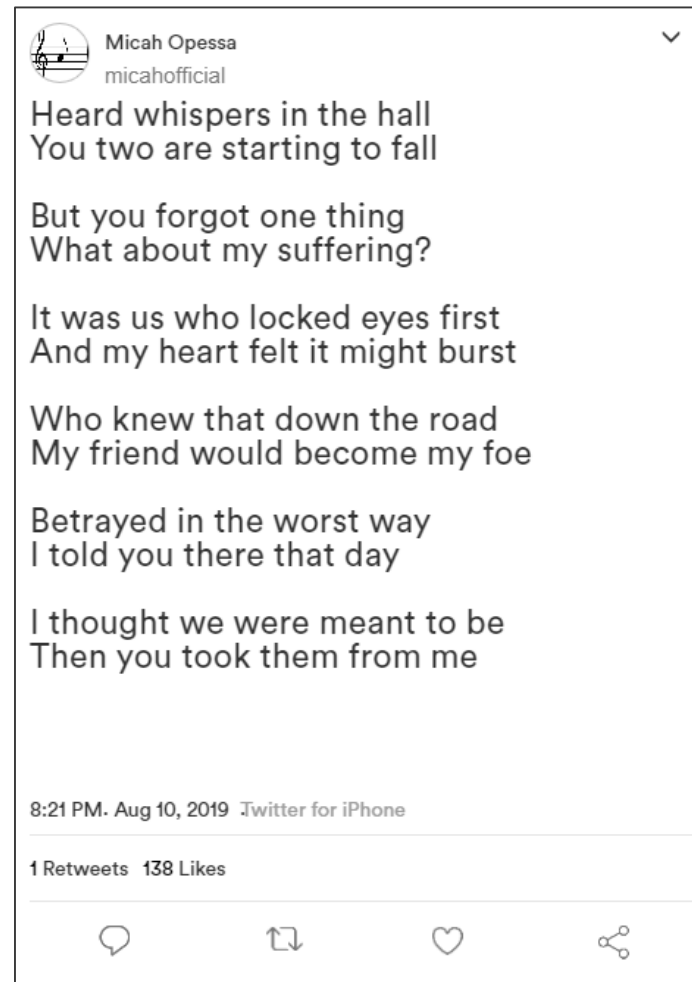 Micah Opessa
micahofficial
Heard whispers in the hall
You two are starting to fall
But you forgot one thing
What about my suffering?
It was us who locked eyes first
And my heart felt it might burst
Who knew that down the road
My friend would become my foe
Betrayed in the worst way
I told you there that day
I thought we were meant to be
Then you took them from me
8:21 PM. Aug 10, 2019 .Twitter for iPhone
1 Retweets 138 Likes